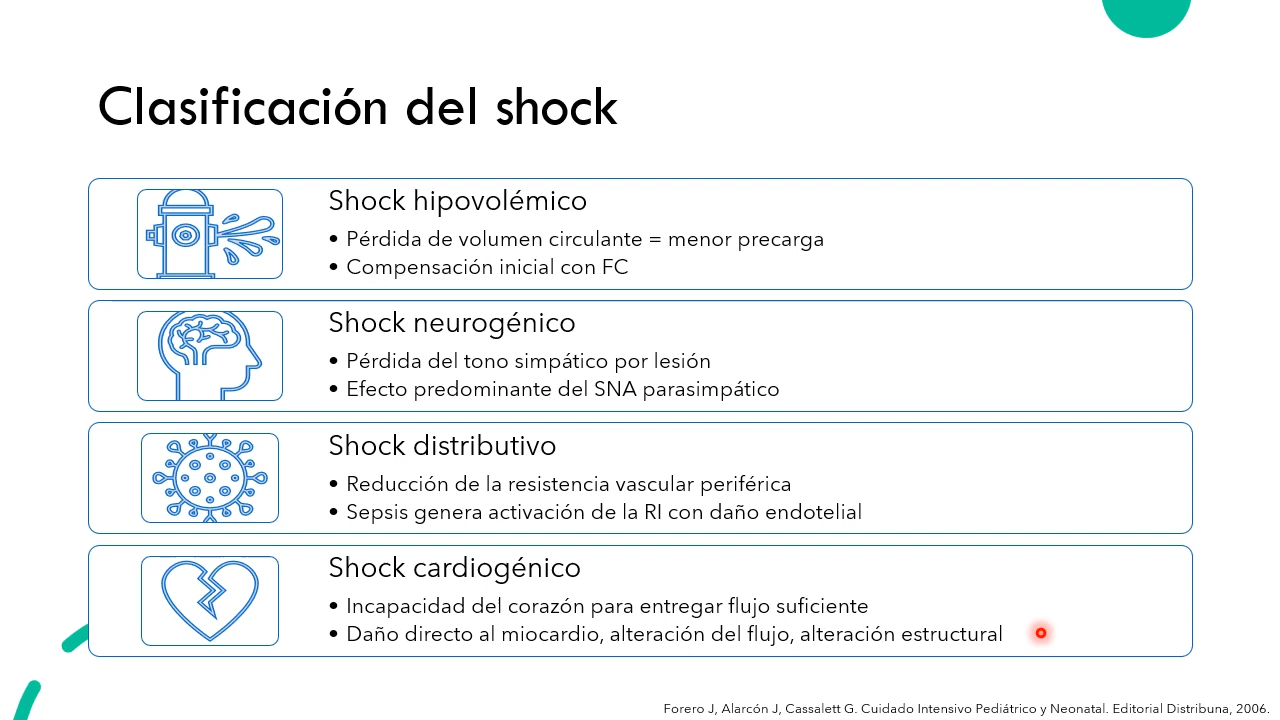 Clasificación del shock
Shock hipovolémico
• Pérdida de volumen circulante = menor precarga
• Compensación inicial con FC
Shock neurogénico
• Pérdida del tono simpático por lesión
• Efecto predominante del SNA parasimpático
Shock distributivo
• Reducción de la resistencia vascular periférica
• Sepsis genera activación de la RI con daño endotelial
Shock cardiogénico
• Incapacidad del corazón para entregar flujo suficiente
• Daño directo al miocardio, alteración del flujo, alteración estructural
Forero J, Alarcón J, Cassalett G. Cuidado Intensivo Pediátrico y Neonatal. Editorial Distribuna, 2006.